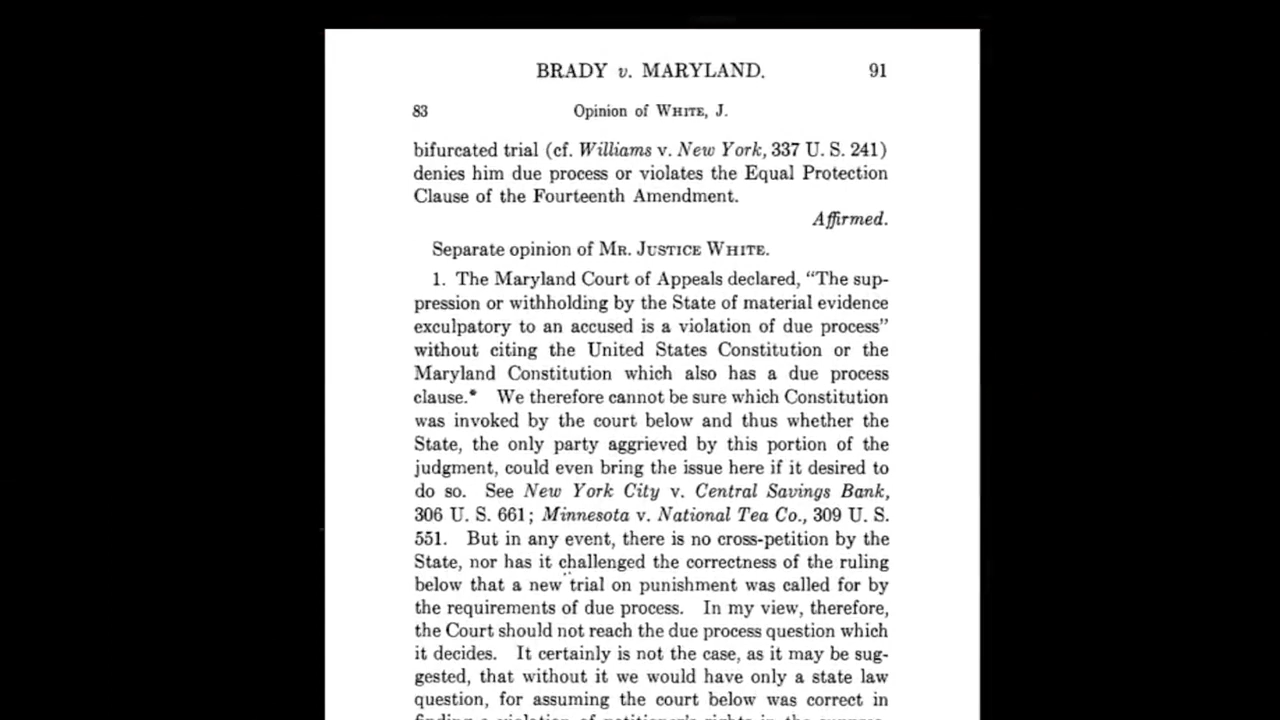 BRADY v. MARYLAND. 91
83 Opinion of WHITE, J.
bifurcated trial (cf. Williams v. New York, 337 U. S. 241)
denies him due process or violates the Equal Protection
Clause of the Fourteenth Amendment.
Affirmed.
Separate opinion of MR. JUSTICE WHITE.
1. The Maryland Court of Appeals declared, “The sup-
pression or withholding by the State of material evidence
exculpatory to an accused is a violation of due process”
without citing the United States Constitution or the
Maryland Constitution which also has a due process
clause.* We therefore cannot be sure which Constitution
was invoked by the court below and thus whether the
State, the only party aggrieved by this portion of the
judgment, could even bring the issue here if it desired to
do so. See New York City v. Central Savings Bank,
306 U. S. 661; Minnesota v. National Tea Co., 309 U. S.
551. But in any event, there is no cross-petition by the
State, nor has it challenged the correctness of the ruling
below that a new trial on punishment was called for by
the requirements of due process. In my view, therefore,
the Court should not reach the due process question which
it decides. It certainly is not the case, as it may be sug-
gested, that without it we would have only a state law
question, for assuming the court below was correct in